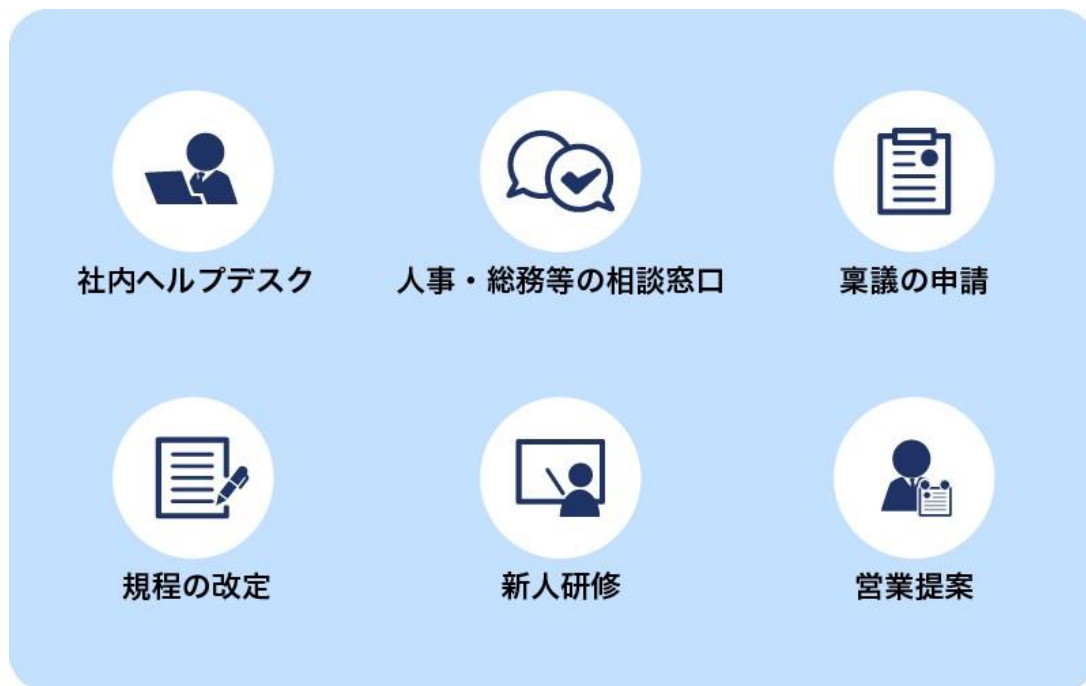 社内ヘルプデスク
人事・総務等の相談窓口
稟議の申請
規程の改定
新人研修
営業提案